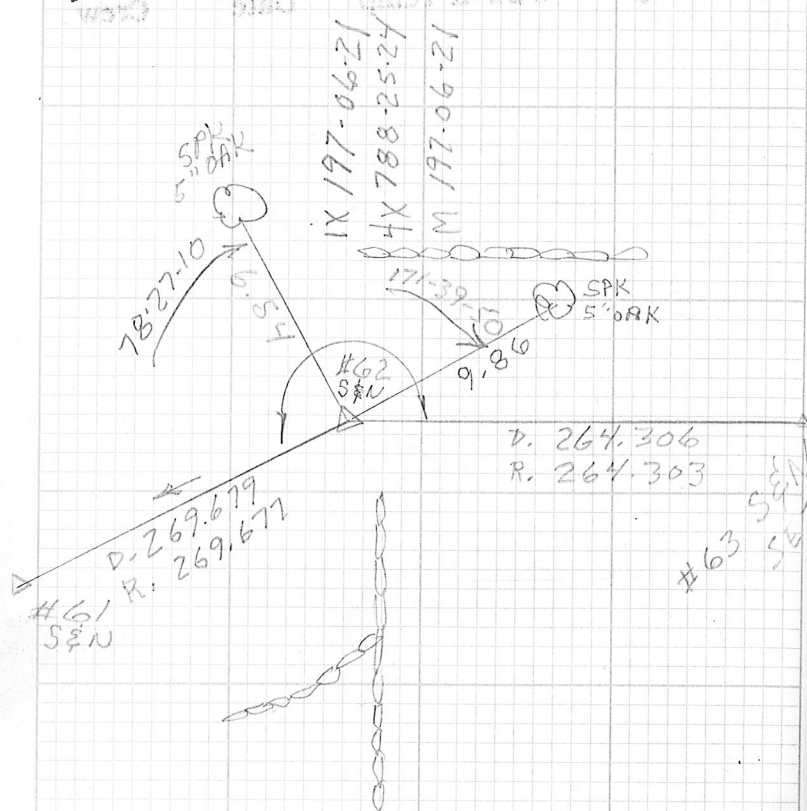 1X 197-06-21
4X 788-25-24
M 197-06-21
SPK
5" OAK
78-27-10
6.54
171-39-50
SPK
5" OAK
9.86
#62
S&N
D. 264.306
R. 264.303
D. 269.679
R. 269.677
#61
S&N
#63
S&N